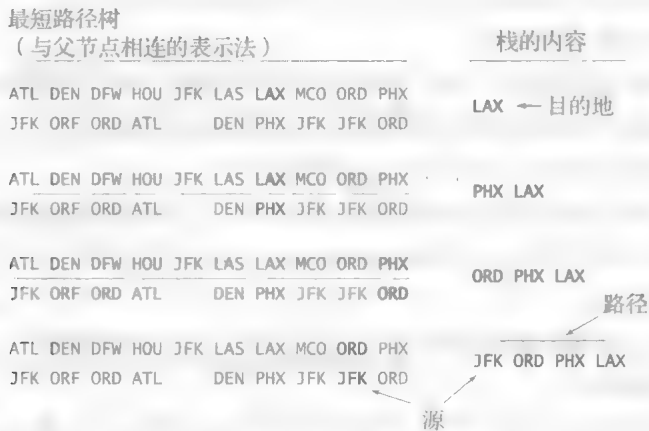 最短路径树
（与父节点相连的表示法）
栈的内容
ATL DEN DFW HOU JFK LAS LAX MCO ORD PHX
JFK ORF ORD ATL DEN PHX JFK JFK ORD
LAX ← 目的地
ATL DEN DFW HOU JFK LAS LAX MCO ORD PHX
JFK ORF ORD ATL DEN PHX JFK JFK ORD
PHX LAX
ATL DEN DFW HOU JFK LAS LAX MCO ORD PHX
JFK ORF ORD ATL DEN PHX JFK JFK ORD
ORD PHX LAX
路径
ATL DEN DFW HOU JFK LAS LAX MCO ORD PHX
JFK ORF ORD ATL DEN PHX JFK JFK ORD
JFK ORD PHX LAX
源